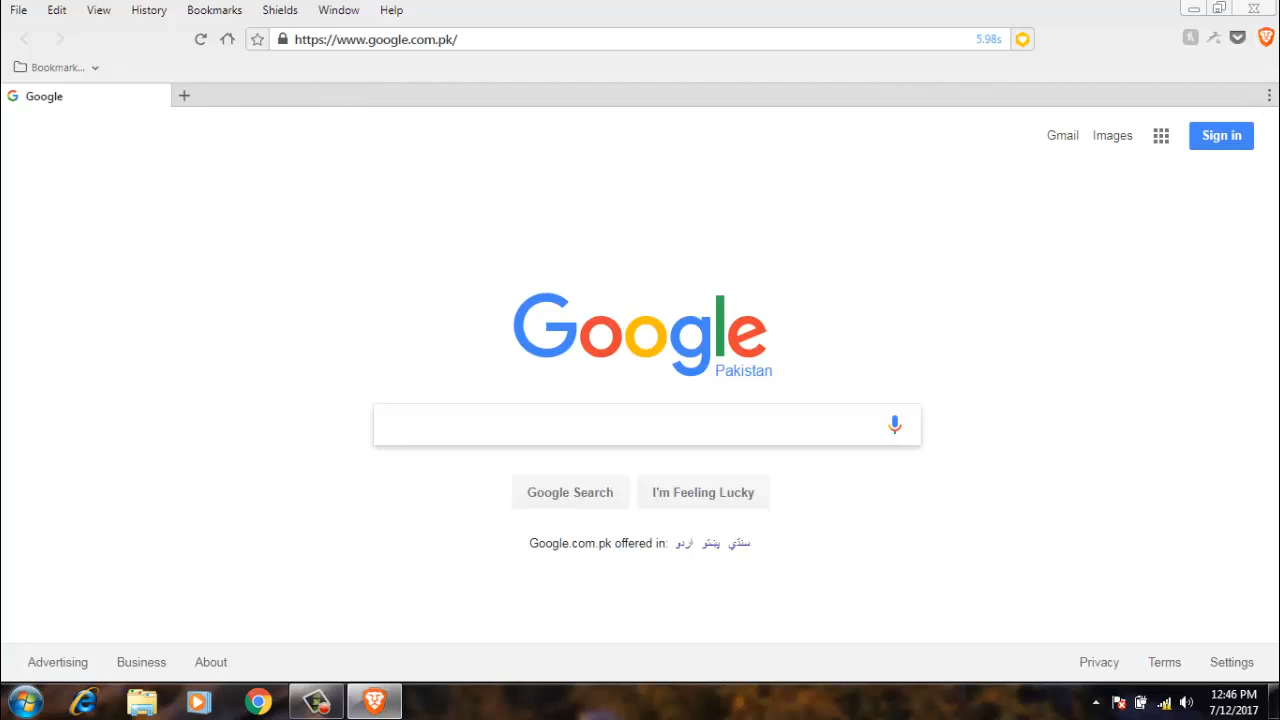 File Edit View History Bookmarks Shields Window Help
https://www.google.com.pk/ 5.98s
Bookmark...
Google
Gmail Images Sign in
Google
Pakistan
Google Search I'm Feeling Lucky
Google.com.pk offered in: اردو پښتو سنڌي
Advertising Business About Privacy Terms Settings
12:46 PM
7/12/2017